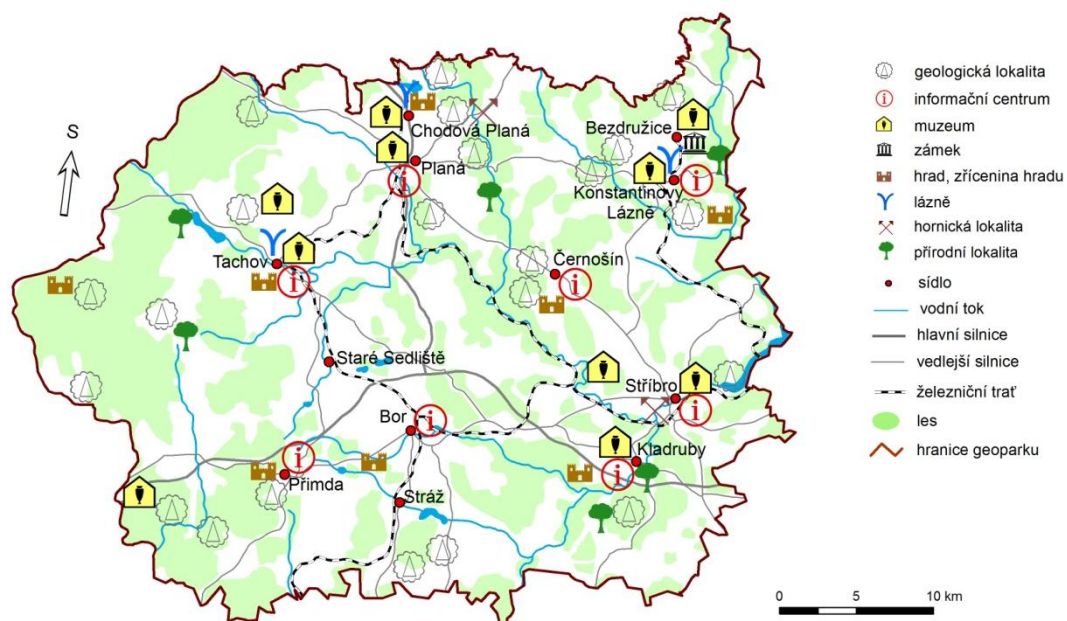 S
Chodová Planá
Planá
Bezdružice
Konstantinovy
Lázně
Tachov
Černošín
Staré Sedliště
Stříbro
Bor
Kladruby
Přimda
Stráž
geologická lokalita
informační centrum
muzeum
zámek
hrad, zřícenina hradu
lázně
hornická lokalita
přírodní lokalita
sídlo
vodní tok
hlavní silnice
vedlejší silnice
železniční trať
les
hranice geoparku
0 5 10 km